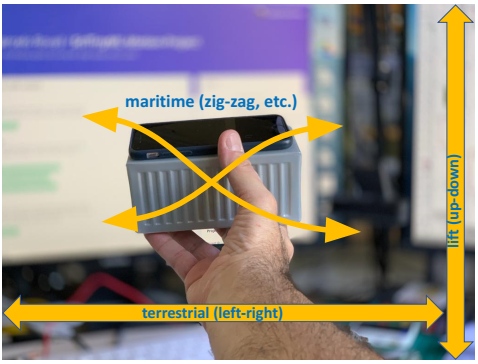 maritime (zig-zag, etc.)
lift (up-down)
terrestrial (left-right)